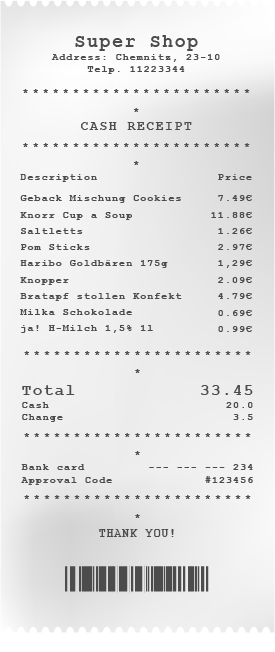 Super Shop
Address: Chemnitz, 23-10
Telp. 11223344
***********************
*
CASH RECEIPT
***********************
*
Description Price
Geback Mischung Cookies 7.49€
Knorr Cup a Soup 11.88€
Saltletts 1.26€
Pom Sticks 2.97€
Haribo Goldbären 175g 1,29€
Knopper 2.09€
Bratapf stollen Konfekt 4.79€
Milka Schokolade 0.69€
ja! H-Milch 1,5% 1l 0.99€
***********************
*
Total 33.45
Cash 20.0
Change 3.5
***********************
*
Bank card --- --- --- 234
Approval Code #123456
***********************
*
THANK YOU!